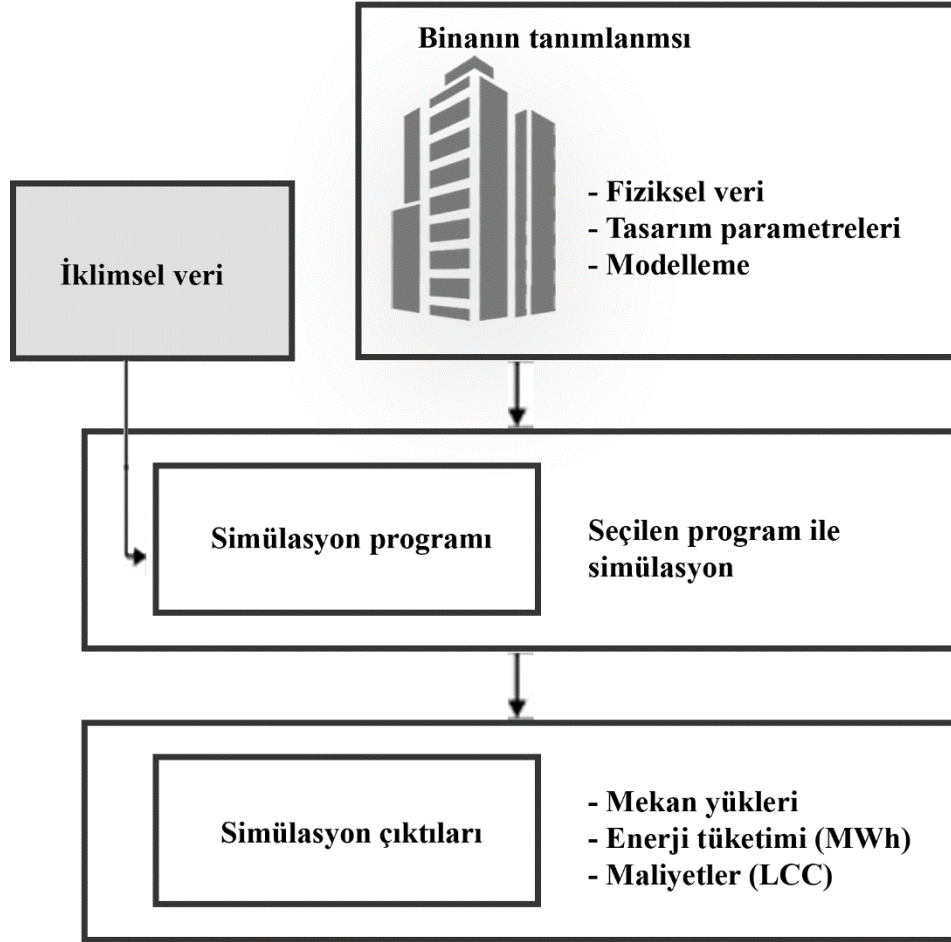 Binanın tanımlanmsı
- Fiziksel veri
- Tasarım parametreleri
- Modelleme
İklimsel veri
Simülasyon programı
Seçilen program ile
simülasyon
Simülasyon çıktıları
- Mekan yükleri
- Enerji tüketimi (MWh)
- Maliyetler (LCC)